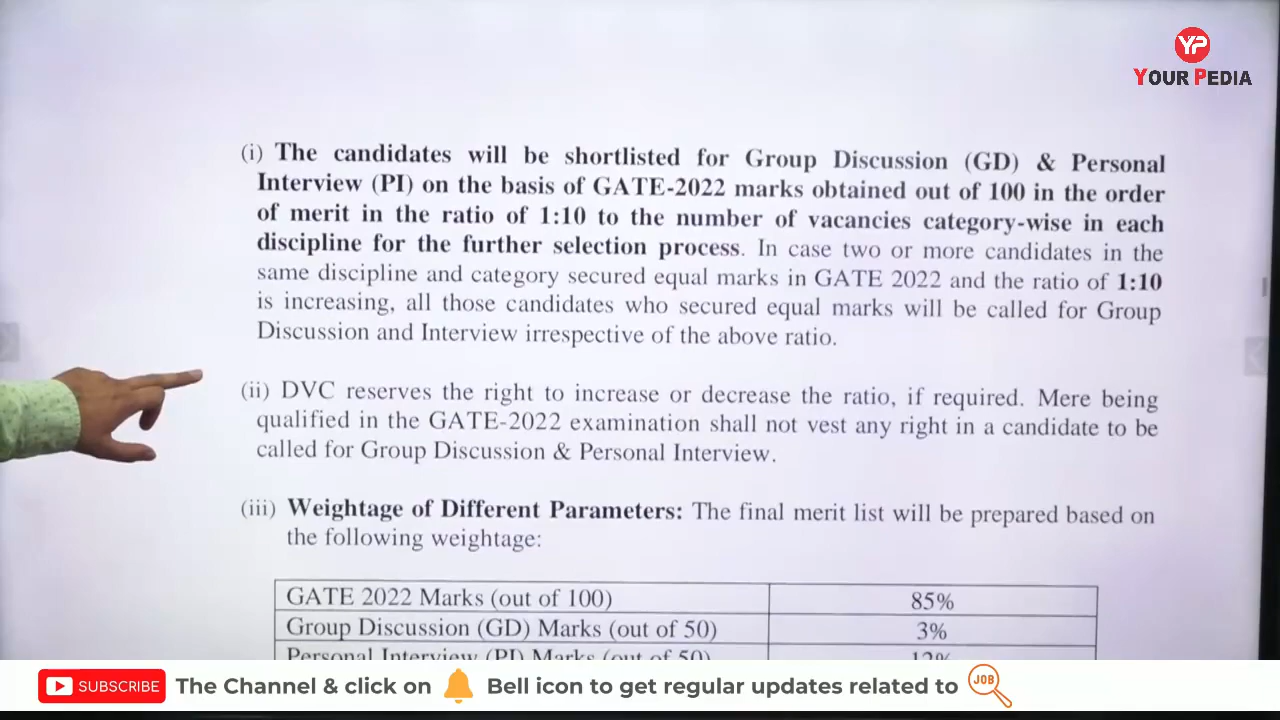 YP
YOUR PEDIA
(i) The candidates will be shortlisted for Group Discussion (GD) & Personal
Interview (PI) on the basis of GATE-2022 marks obtained out of 100 in the order
of merit in the ratio of 1:10 to the number of vacancies category-wise in each
discipline for the further selection process. In case two or more candidates in the
same discipline and category secured equal marks in GATE 2022 and the ratio of 1:10
is increasing, all those candidates who secured equal marks will be called for Group
Discussion and Interview irrespective of the above ratio.
(ii) DVC reserves the right to increase or decrease the ratio, if required. Mere being
qualified in the GATE-2022 examination shall not vest any right in a candidate to be
called for Group Discussion & Personal Interview.
(iii) Weightage of Different Parameters: The final merit list will be prepared based on
the following weightage:
GATE 2022 Marks (out of 100) 85%
Group Discussion (GD) Marks (out of 50) 3%
Personal Interview (PI) Marks (out of 50) 12%
SUBSCRIBE The Channel & click on Bell icon to get regular updates related to JOB